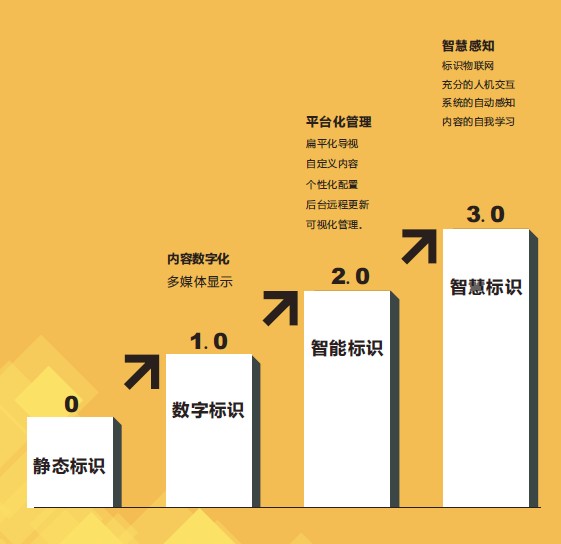 智慧感知
标识物联网
充分的人机交互
系统的自动感知
内容的自我学习
平台化管理
扁平化导视
自定义内容
个性化配置
后台远程更新
可视化管理.
内容数字化
多媒体显示
0
静态标识
1.0
数字标识
2.0
智能标识
3.0
智慧标识